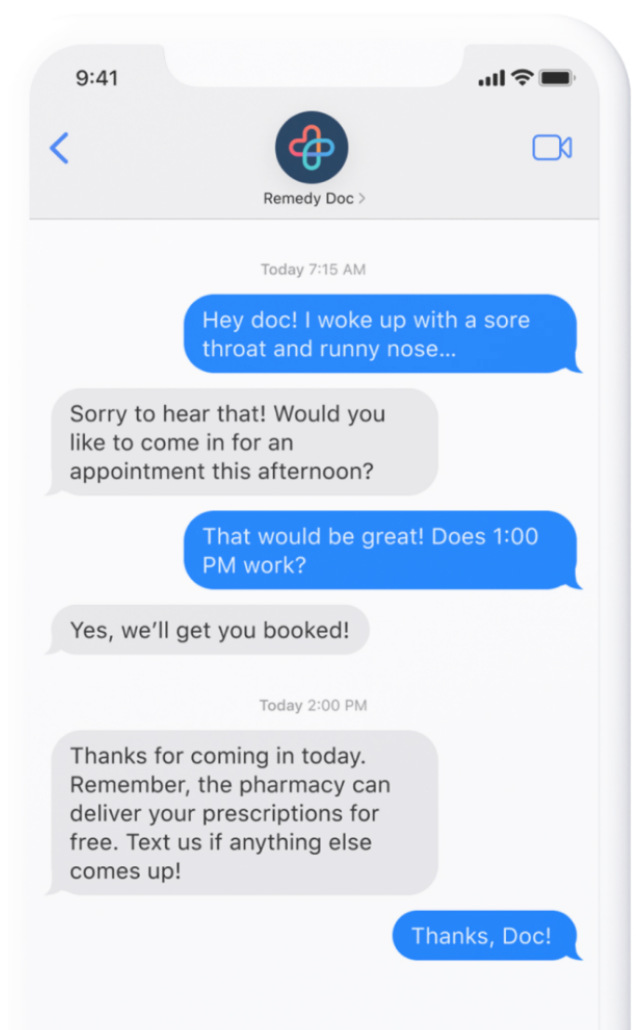 9:41
Remedy Doc >
Today 7:15 AM
Hey doc! I woke up with a sore
throat and runny nose...
Sorry to hear that! Would you
like to come in for an
appointment this afternoon?
That would be great! Does 1:00
PM work?
Yes, we’ll get you booked!
Today 2:00 PM
Thanks for coming in today.
Remember, the pharmacy can
deliver your prescriptions for
free. Text us if anything else
comes up!
Thanks, Doc!